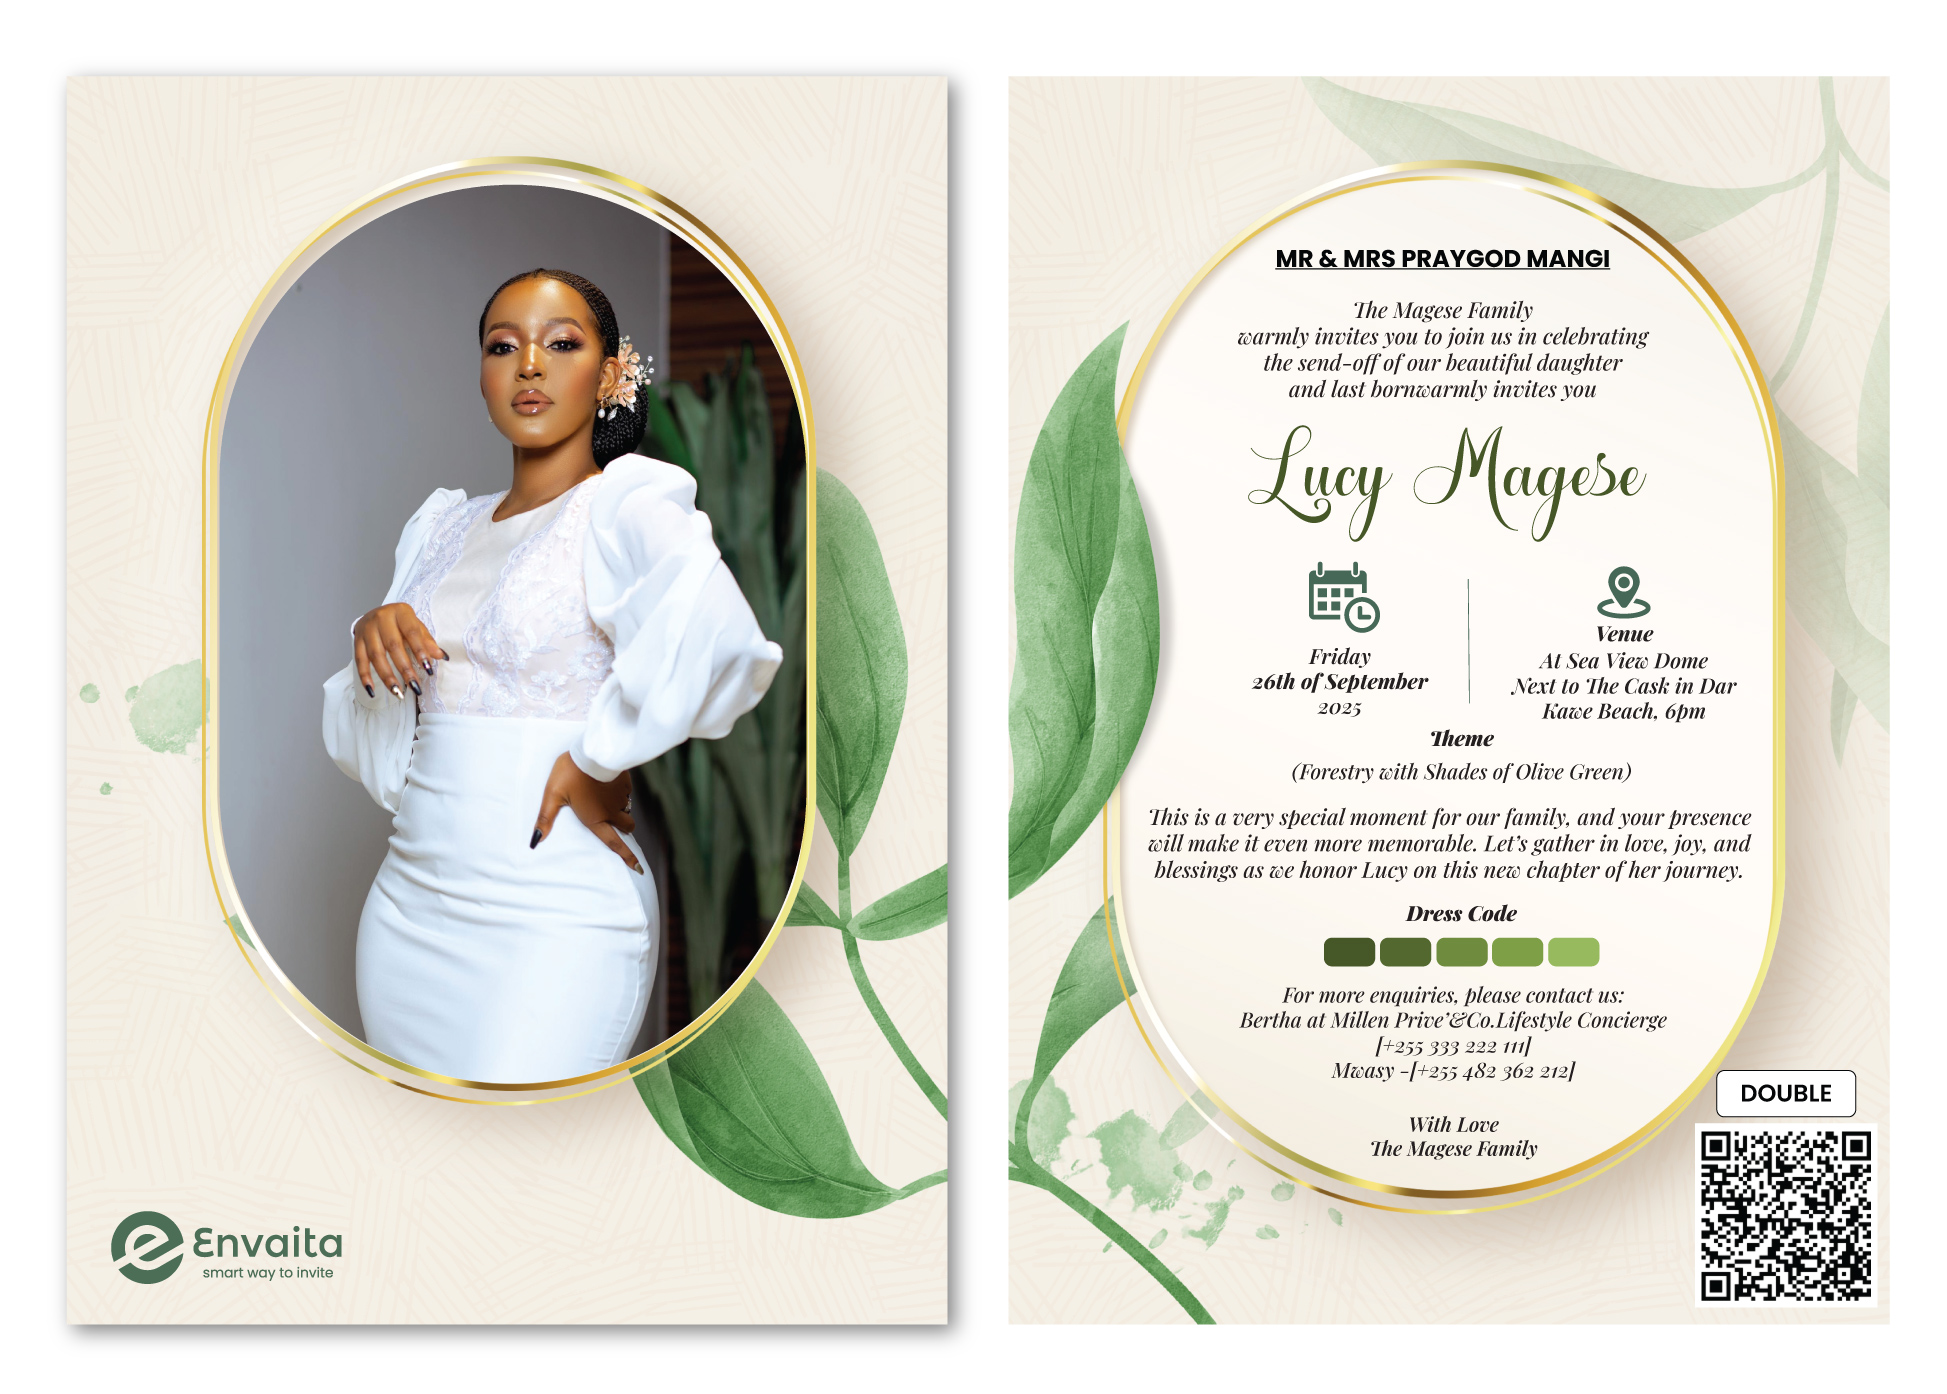 Envaita
smart way to invite
MR & MRS PRAYGOD MANGI
The Magese Family
warmly invites you to join us in celebrating
the send-off of our beautiful daughter
and last bornwarmly invites you
Lucy Magese
Friday
26th of September
2025
Venue
At Sea View Dome
Next to The Cask in Dar
Kawe Beach, 6pm
Theme
(Forestry with Shades of Olive Green)
This is a very special moment for our family, and your presence
will make it even more memorable. Let's gather in love, joy, and
blessings as we honor Lucy on this new chapter of her journey.
Dress Code
For more enquiries, please contact us:
Bertha at Millen Prive'&Co.Lifestyle Concierge
[+255 333 222 111]
Mwasy -[+255 482 362 212]
With Love
The Magese Family
DOUBLE